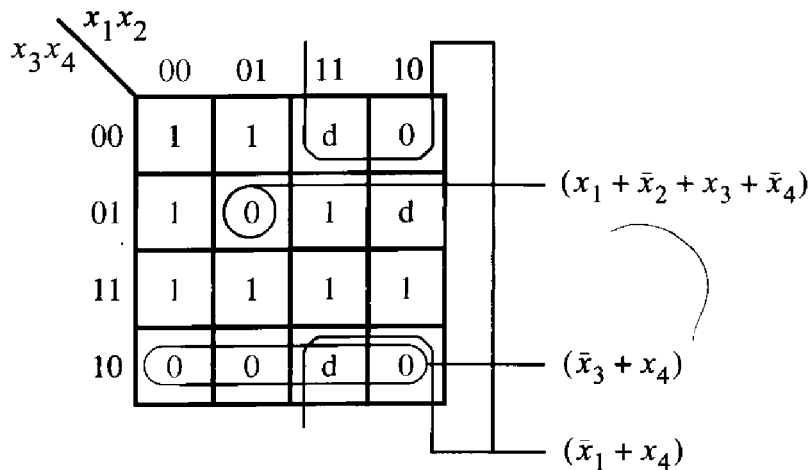 x₁x₂
x₃x₄
00 01 11 10
00 1 1 d 0
(x₁ + x̄₂ + x₃ + x̄₄)
01 1 0 1 d
11 1 1 1 1
10 0 0 d 0
(x̄₃ + x₄)
(x̄₁ + x₄)